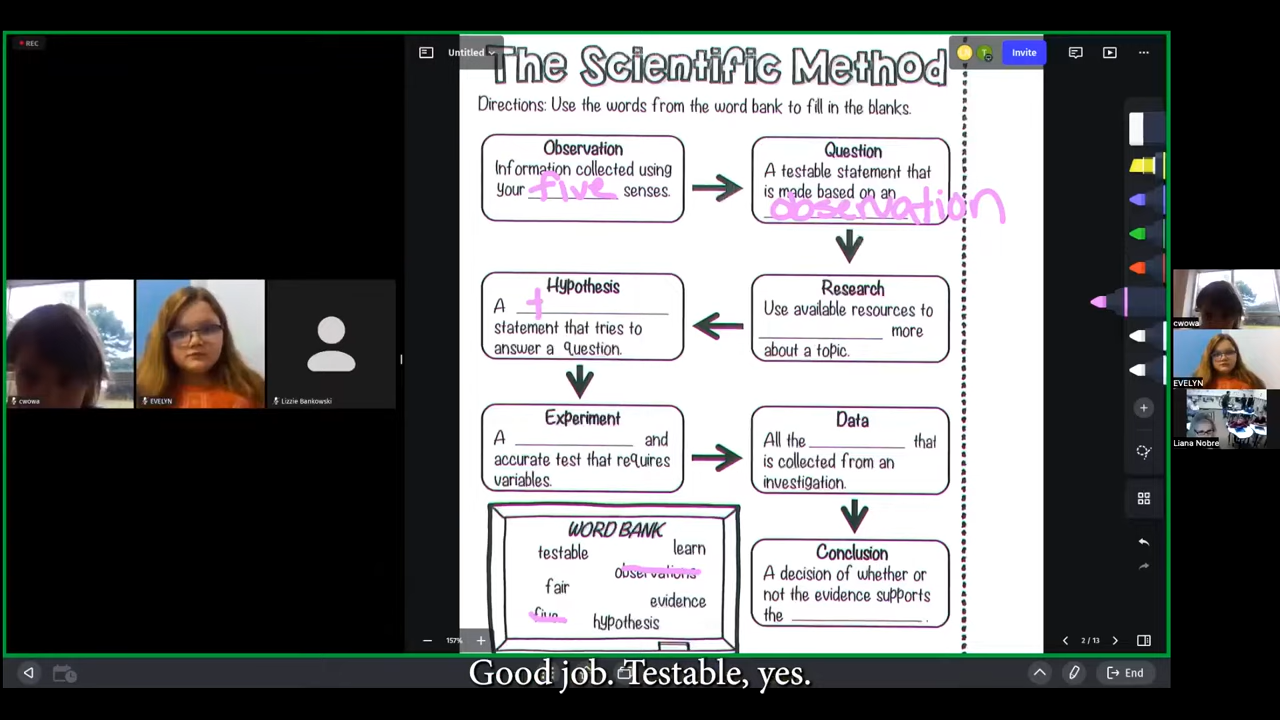 REC
Untitled
The Scientific Method
Invite
Directions: Use the words from the word bank to fill in the blanks.
Observation
Information collected using
your five senses.
Question
A testable statement that
is made based on an
observation
Hypothesis
A t
statement that tries to
answer a question.
Research
Use available resources to
more
about a topic.
Experiment
A and
accurate test that requires
variables.
Data
All the that
is collected from an
investigation.
WORD BANK
testable
learn
observations
fair
evidence
five
hypothesis
Conclusion
A decision of whether or
not the evidence supports
the .
cwowa
EVELYN
Lizzie Bankowski
cwowa
EVELYN
Liana Nobre
157%
2 / 13
End
Good job. Testable, yes.